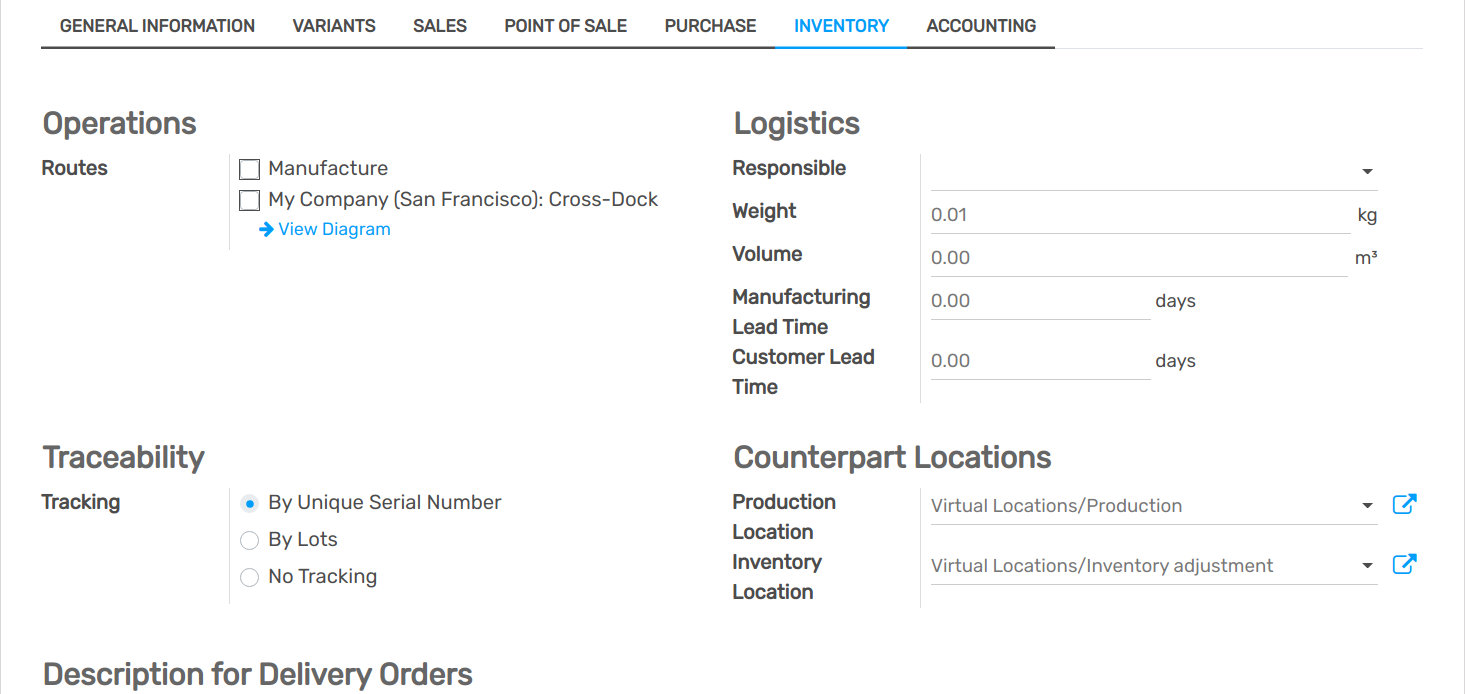 GENERAL INFORMATION VARIANTS SALES POINT OF SALE PURCHASE INVENTORY ACCOUNTING
Operations
Routes
Manufacture
My Company (San Francisco): Cross-Dock
View Diagram
Logistics
Responsible
Weight 0.01 kg
Volume 0.00 m³
Manufacturing 0.00 days
Lead Time
Customer Lead 0.00 days
Time
Traceability
Tracking
By Unique Serial Number
By Lots
No Tracking
Counterpart Locations
Production Virtual Locations/Production
Location
Inventory Virtual Locations/Inventory adjustment
Location
Description for Delivery Orders